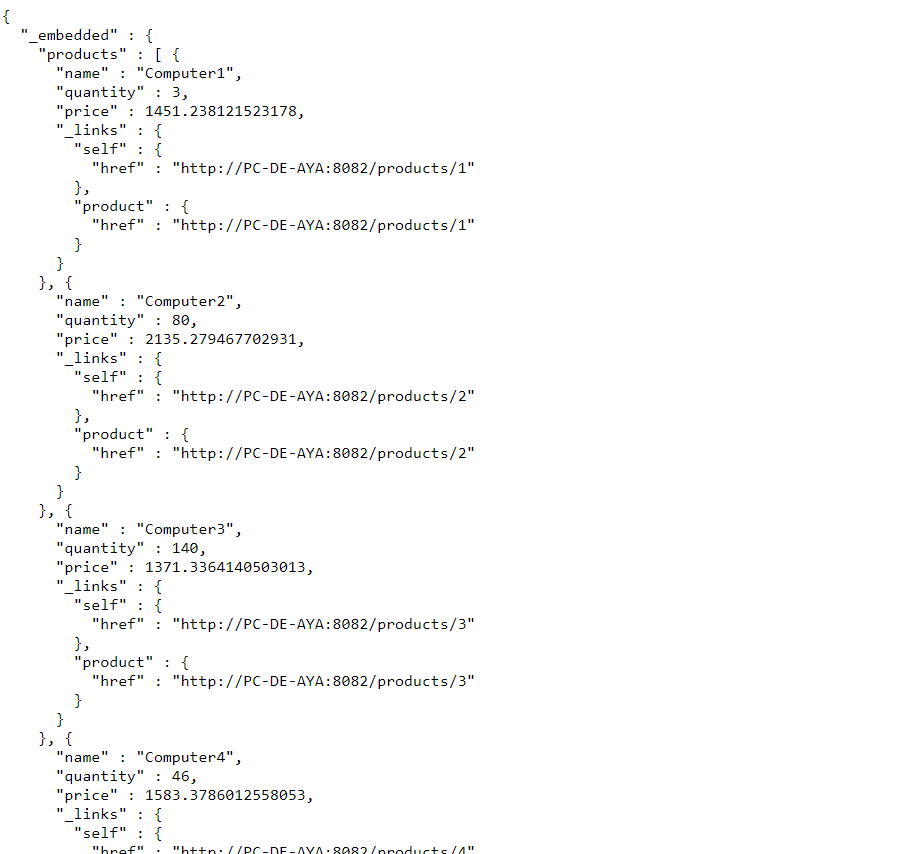 {
  "_embedded" : {
    "products" : [ {
      "name" : "Computer1",
      "quantity" : 3,
      "price" : 1451.238121523178,
      "_links" : {
        "self" : {
          "href" : "http://PC-DE-AYA:8082/products/1"
        },
        "product" : {
          "href" : "http://PC-DE-AYA:8082/products/1"
        }
      }
    }, {
      "name" : "Computer2",
      "quantity" : 80,
      "price" : 2135.279467702931,
      "_links" : {
        "self" : {
          "href" : "http://PC-DE-AYA:8082/products/2"
        },
        "product" : {
          "href" : "http://PC-DE-AYA:8082/products/2"
        }
      }
    }, {
      "name" : "Computer3",
      "quantity" : 140,
      "price" : 1371.3364140503013,
      "_links" : {
        "self" : {
          "href" : "http://PC-DE-AYA:8082/products/3"
        },
        "product" : {
          "href" : "http://PC-DE-AYA:8082/products/3"
        }
      }
    }, {
      "name" : "Computer4",
      "quantity" : 46,
      "price" : 1583.3786012558053,
      "_links" : {
        "self" : {
          "href" : "http://PC-DE-AYA:8082/products/4"